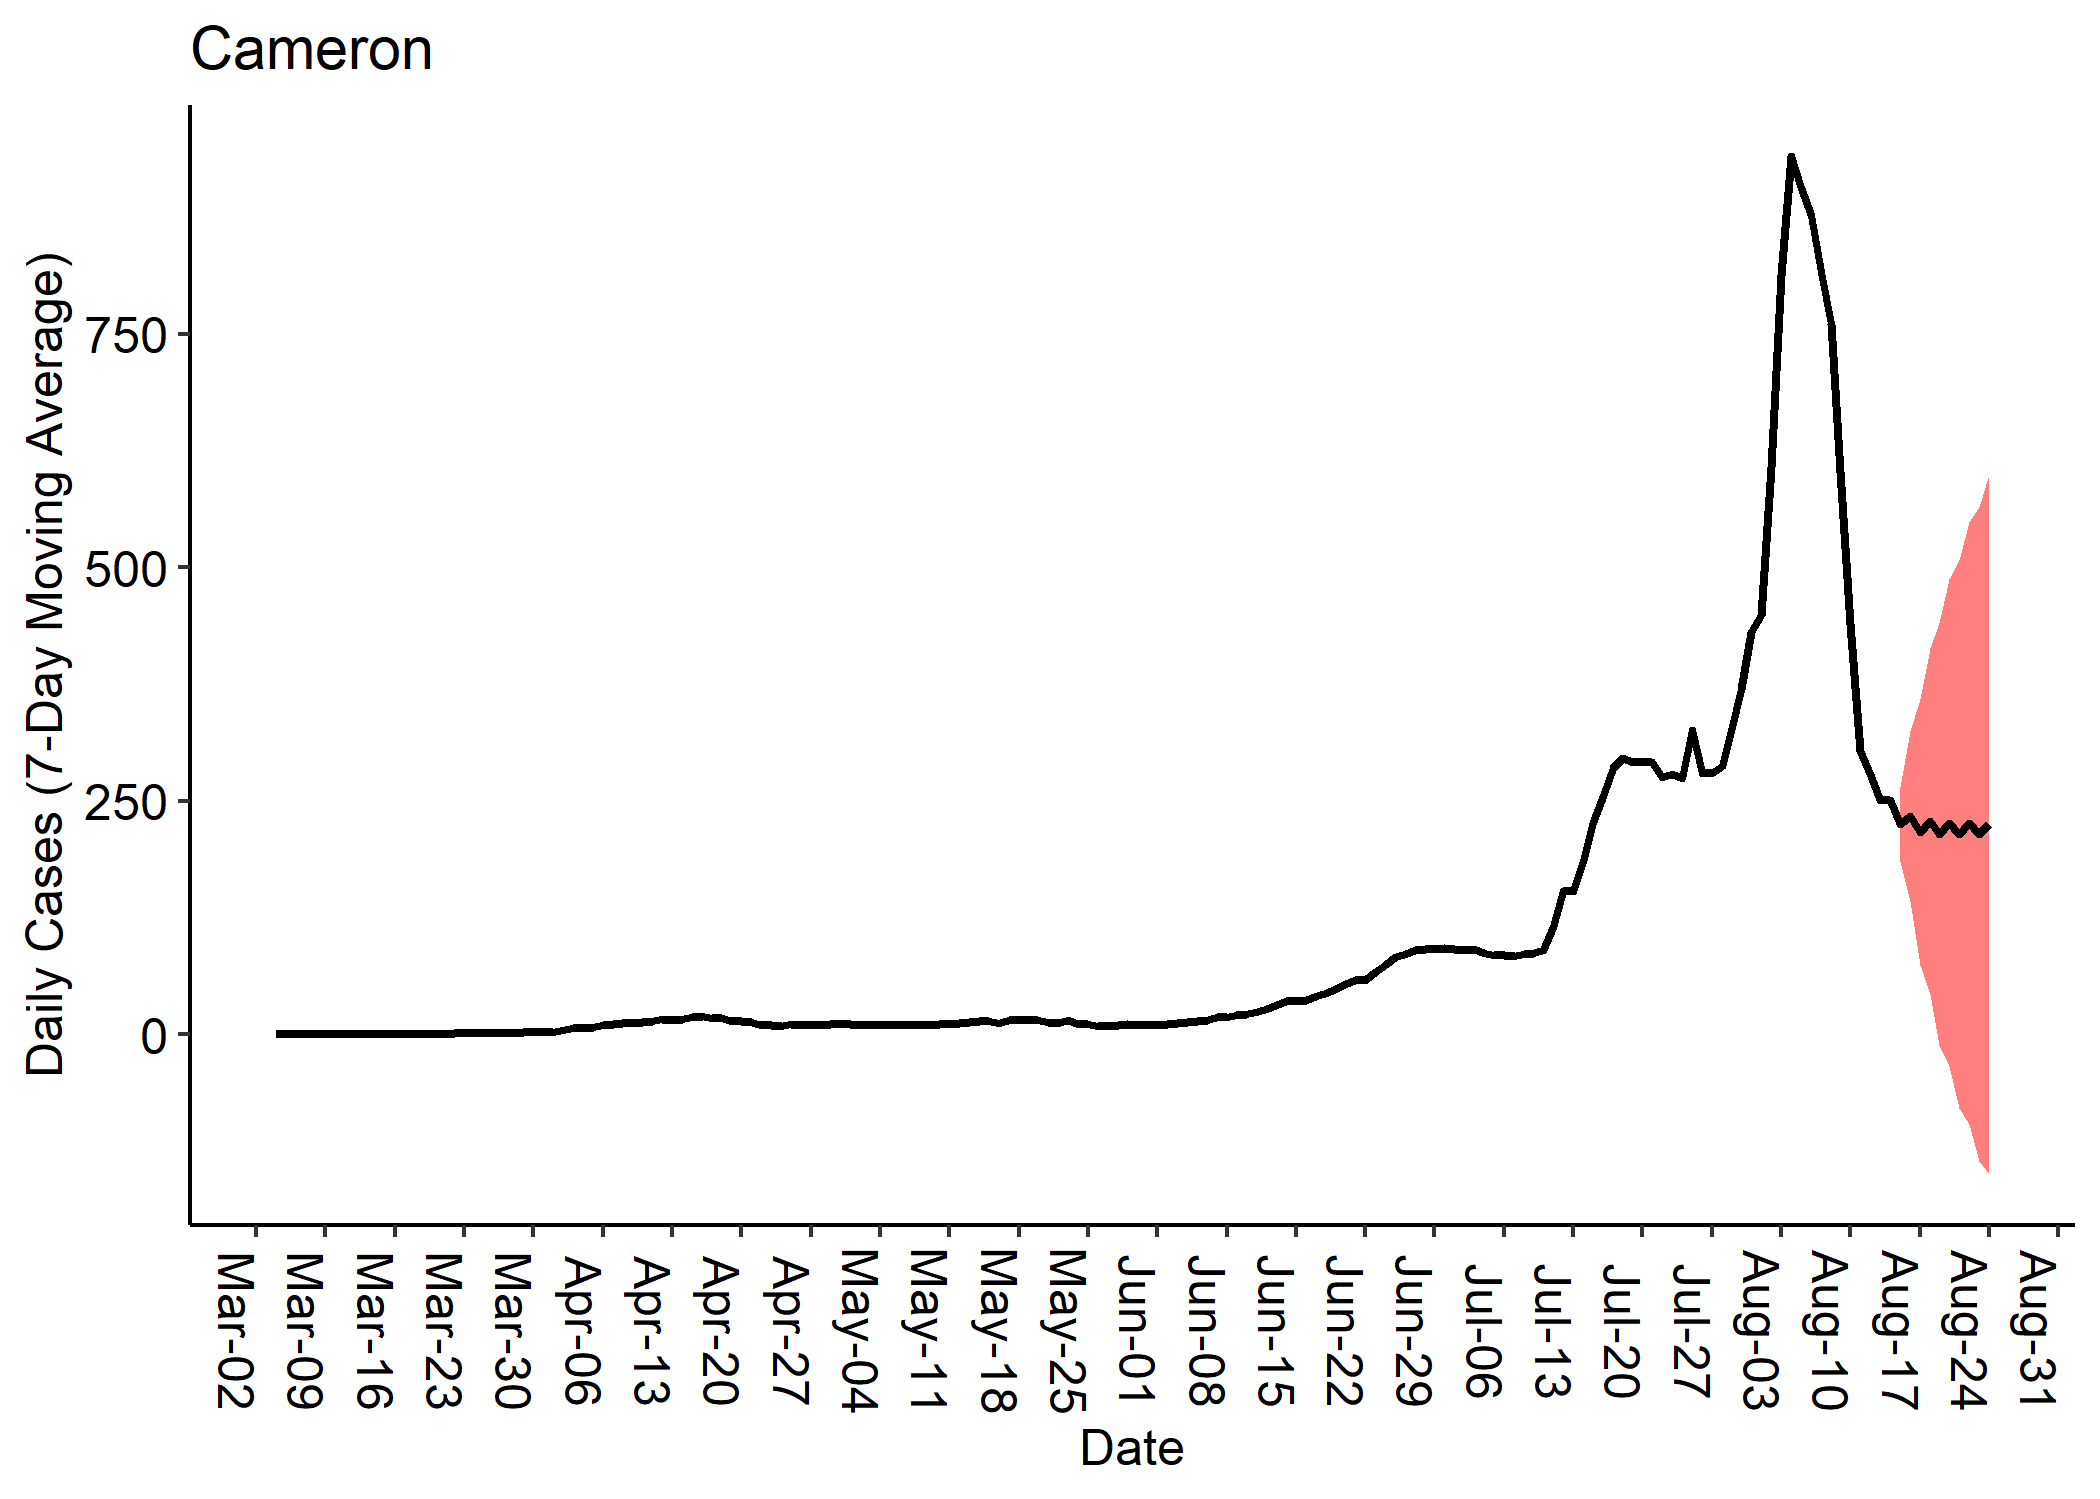 Cameron
Daily Cases (7-Day Moving Average)
750
500
250
0
Mar-02
Mar-09
Mar-16
Mar-23
Mar-30
Apr-06
Apr-13
Apr-20
Apr-27
May-04
May-11
May-18
May-25
Jun-01
Jun-08
Jun-15
Jun-22
Jun-29
Jul-06
Jul-13
Jul-20
Jul-27
Aug-03
Aug-10
Aug-17
Aug-24
Aug-31
Date